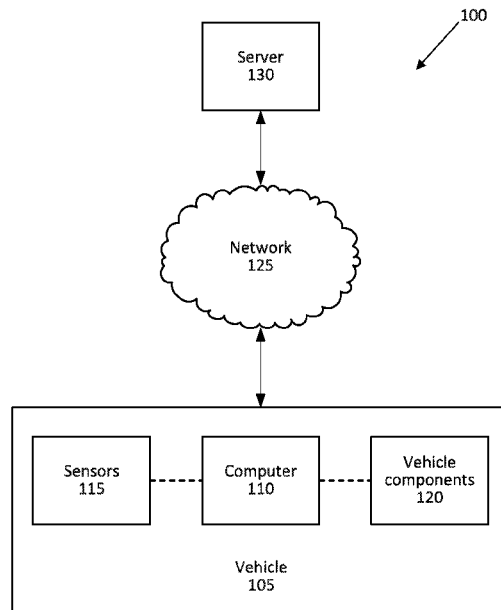 100
Server
130
Network
125
Sensors
115
Computer
110
Vehicle
components
120
Vehicle
105